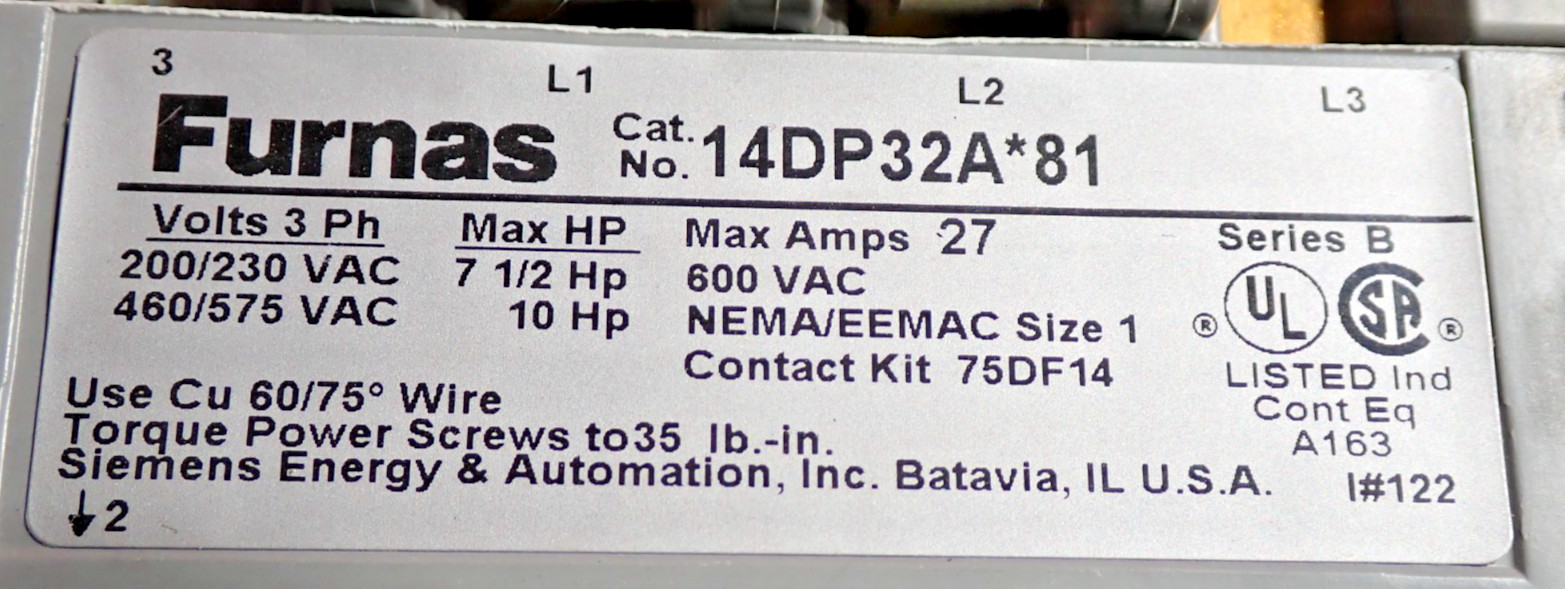 3 L1 L2 L3
Furnas Cat. No. 14DP32A*81
Volts 3 Ph Max HP Max Amps 27 Series B
200/230 VAC 7 1/2 Hp 600 VAC
460/575 VAC 10 Hp NEMA/EEMAC Size 1 ® UL SA ®
Contact Kit 75DF14 LISTED Ind
Use Cu 60/75° Wire Cont Eq
Torque Power Screws to35 lb.-in. A163
Siemens Energy & Automation, Inc. Batavia, IL U.S.A. I#122
↓2